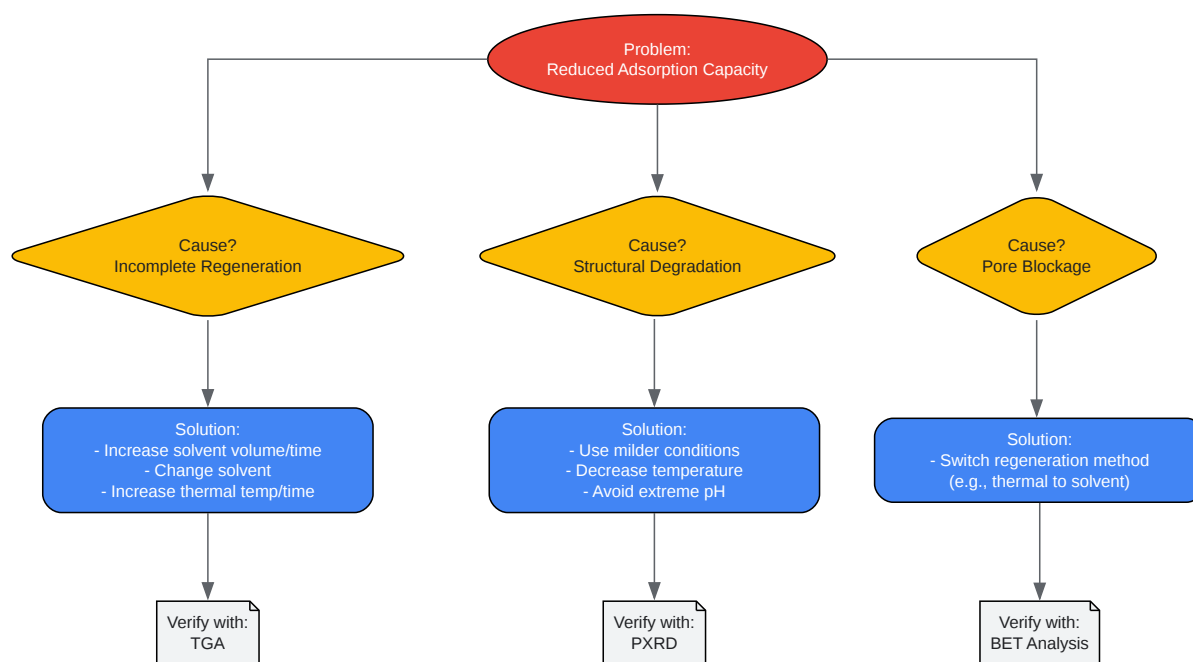 Problem:
Reduced Adsorption Capacity
Cause?
Incomplete Regeneration
Cause?
Structural Degradation
Cause?
Pore Blockage
Solution:
- Increase solvent volume/time
- Change solvent
- Increase thermal temp/time
Solution:
- Use milder conditions
- Decrease temperature
- Avoid extreme pH
Solution:
- Switch regeneration method
(e.g., thermal to solvent)
Verify with:
TGA
Verify with:
PXRD
Verify with:
BET Analysis